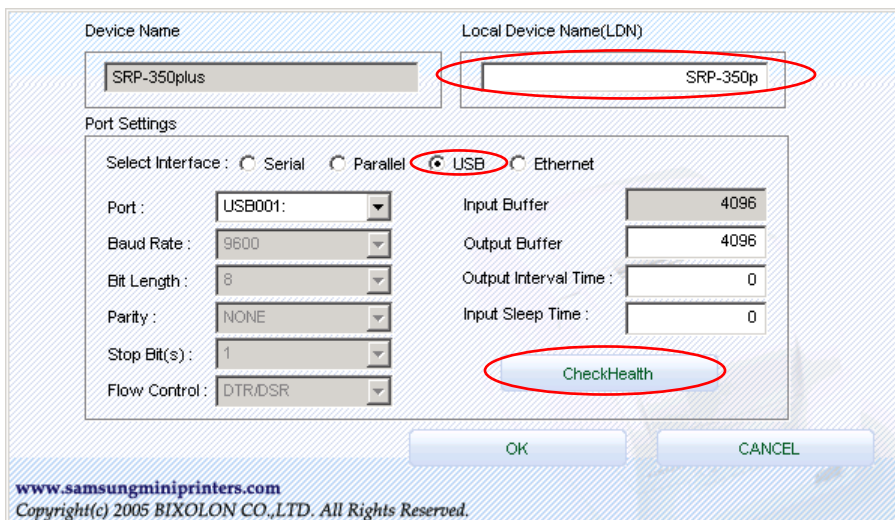 Device Name Local Device Name(LDN)
SRP-350plus SRP-350p
Port Settings
Select Interface : Serial Parallel USB Ethernet
Port : USB001: Input Buffer 4096
Baud Rate : 9600 Output Buffer 4096
Bit Length : 8 Output Interval Time : 0
Parity : NONE Input Sleep Time : 0
Stop Bit(s) : 1
CheckHealth
Flow Control : DTR/DSR
OK CANCEL
www.samsungminiprinters.com
Copyright(c) 2005 BIXOLON CO.,LTD. All Rights Reserved.